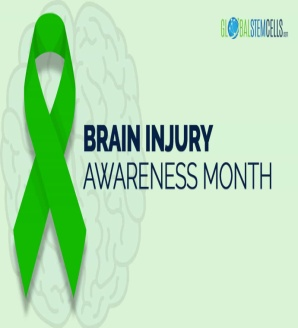 GLOBALSTEMCELLS.com
BRAIN INJURY
AWARENESS MONTH